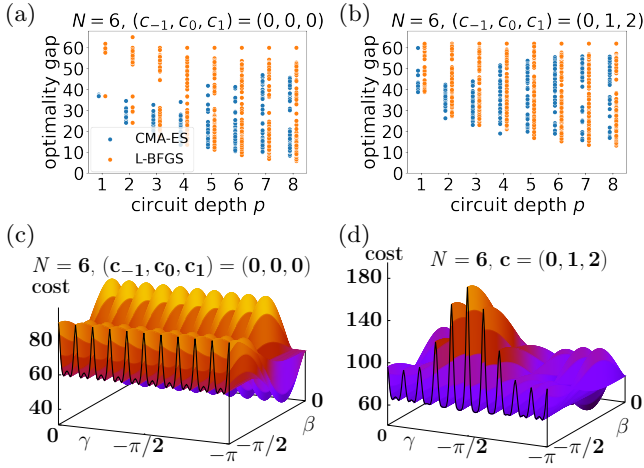 (a)
N = 6, (c₋₁, c₀, c₁) = (0, 0, 0)
optimality gap
60
50
40
30
20
10
0
CMA-ES
L-BFGS
1 2 3 4 5 6 7 8
circuit depth p
(b)
N = 6, (c₋₁, c₀, c₁) = (0, 1, 2)
optimality gap
60
50
40
30
20
10
0
1 2 3 4 5 6 7 8
circuit depth p
(c)
N = 6, (c₋₁, c₀, c₁) = (0, 0, 0)
cost
80
60
40
0
γ
−π/2
−π
−π/2
β
0
(d)
N = 6, c = (0, 1, 2)
cost
180
140
100
60
0
γ
−π/2
−π
−π/2
β
0